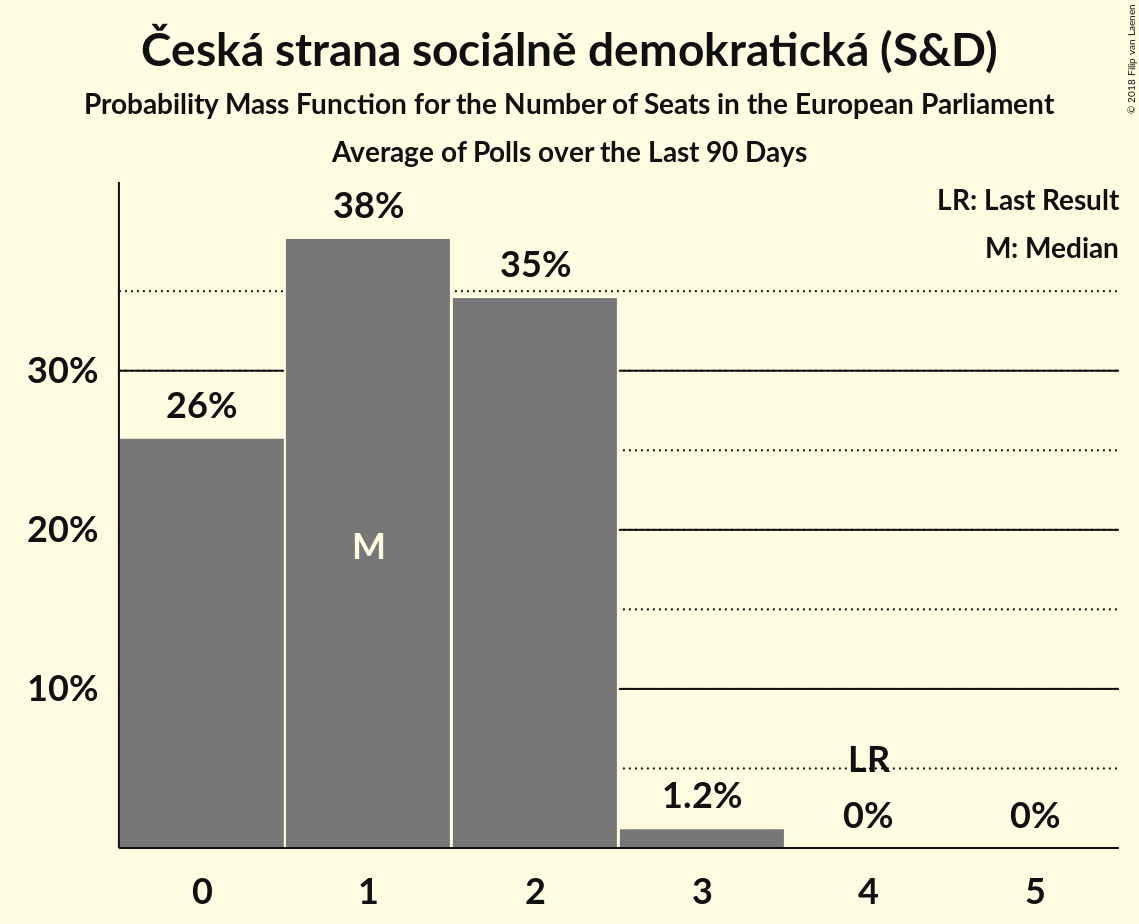 Česká strana sociálně demokratická (S&D)
Probability Mass Function for the Number of Seats in the European Parliament
Average of Polls over the Last 90 Days
© 2018 Filip van Laenen
LR: Last Result
M: Median
38%
35%
30%
26%
20%
M
10%
LR
1.2%
0%
0%
0 1 2 3 4 5